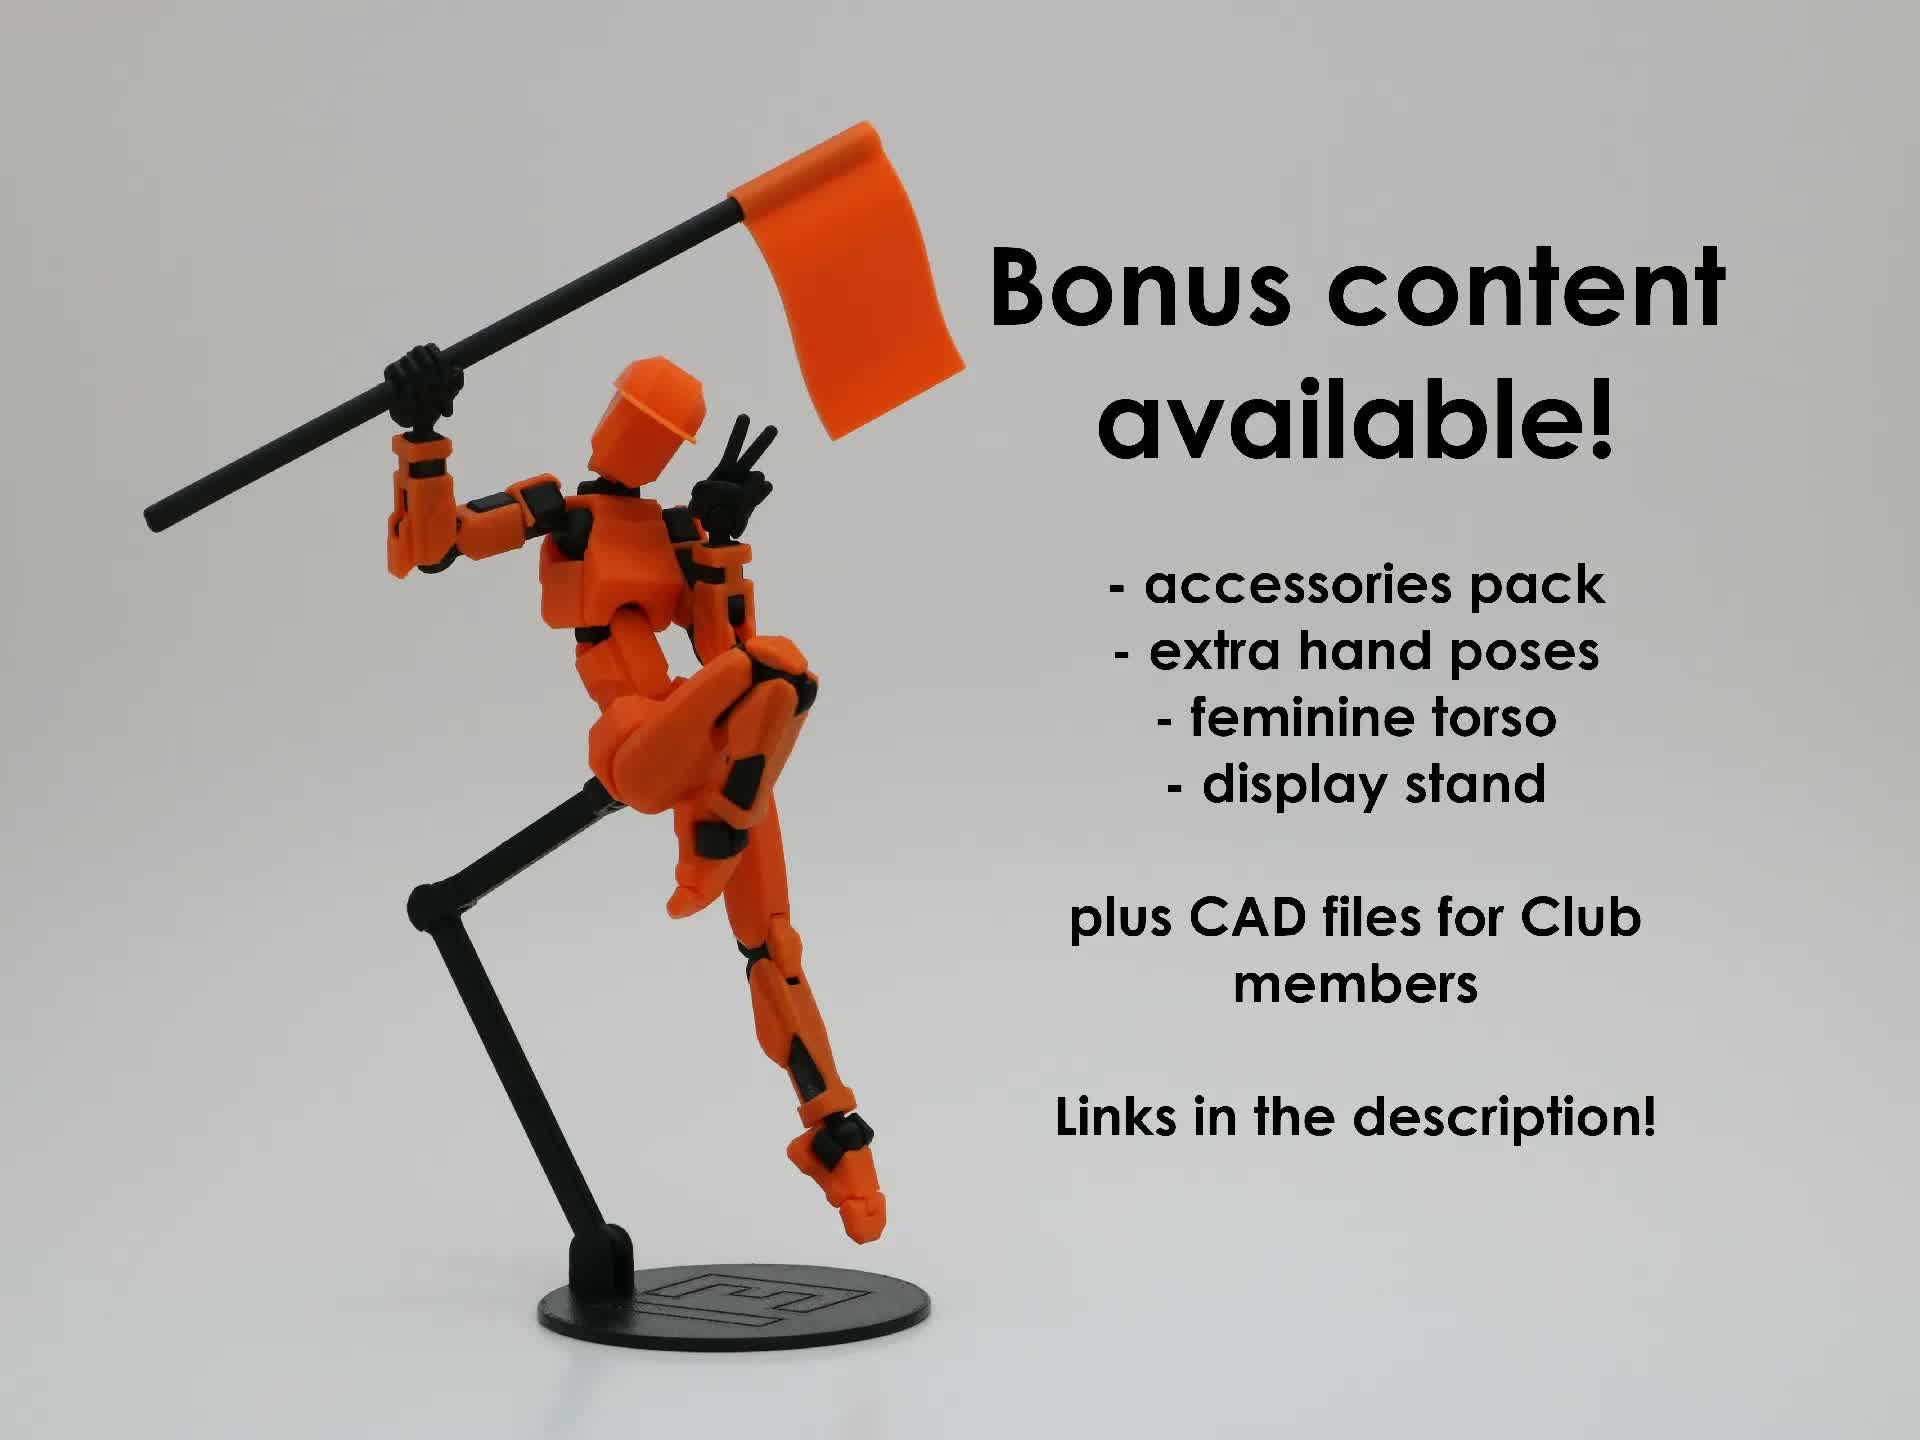 Bonus content
available!
- accessories pack
- extra hand poses
- feminine torso
- display stand
plus CAD files for Club
members
Links in the description!